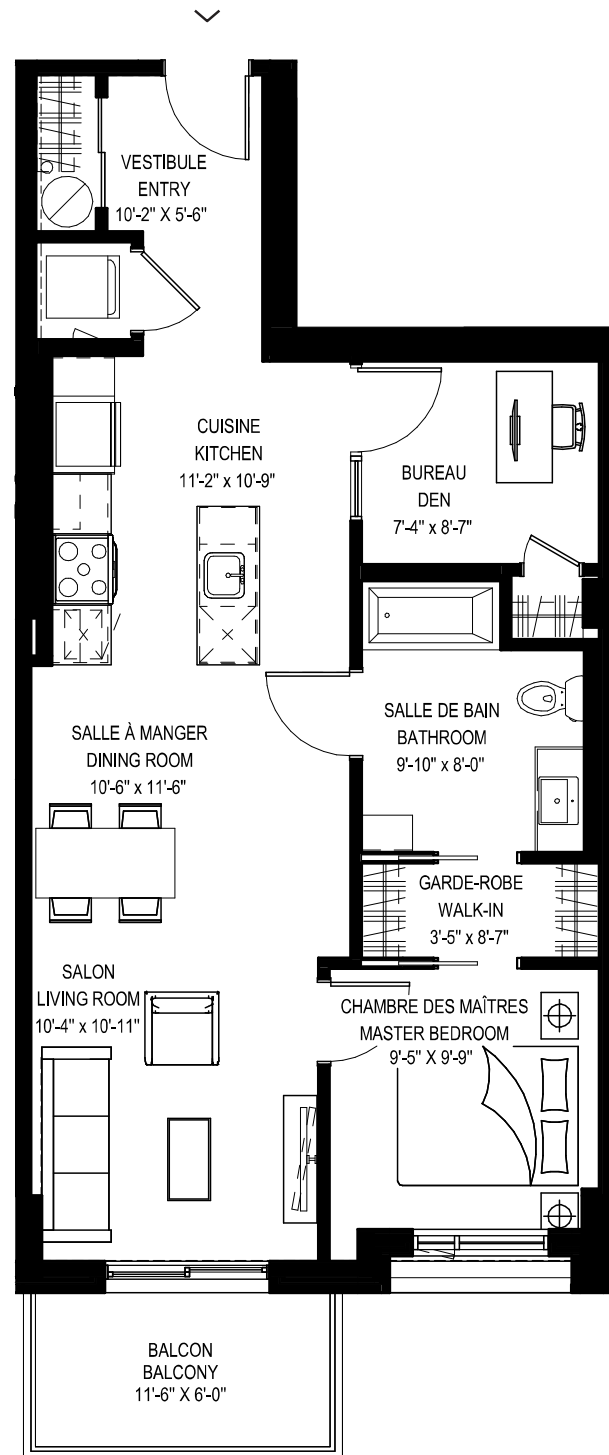 VESTIBULE
ENTRY
10'-2" X 5'-6"
CUISINE
KITCHEN
11'-2" x 10'-9"
BUREAU
DEN
7'-4" x 8'-7"
SALLE À MANGER
DINING ROOM
10'-6" x 11'-6"
SALLE DE BAIN
BATHROOM
9'-10" x 8'-0"
GARDE-ROBE
WALK-IN
3'-5" x 8'-7"
SALON
LIVING ROOM
10'-4" x 10'-11"
CHAMBRE DES MAÎTRES
MASTER BEDROOM
9'-5" X 9'-9"
BALCON
BALCONY
11'-6" X 6'-0"